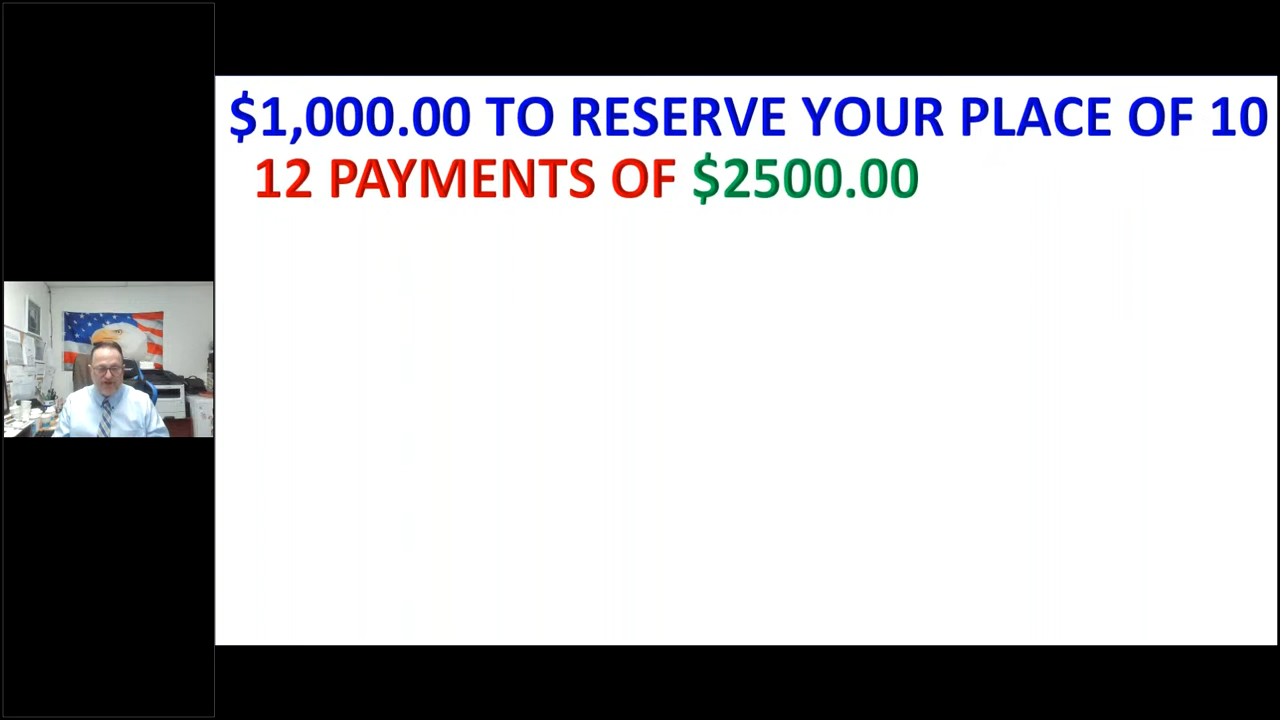 $1,000.00 TO RESERVE YOUR PLACE OF 10
12 PAYMENTS OF $2500.00